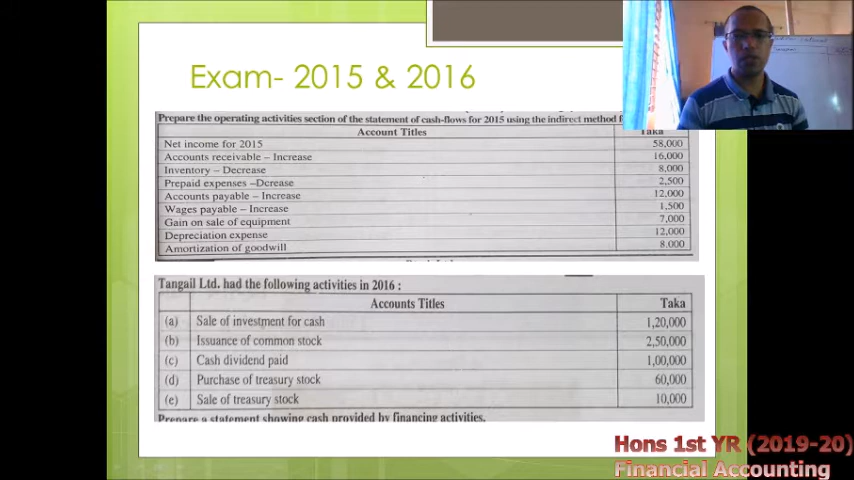 Exam- 2015 & 2016
Prepare the operating activities section of the statement of cash-flows for 2015 using the indirect method
Account Titles Taka
Net income for 2015 58,000
Accounts receivable – Increase 16,000
Inventory – Decrease 8,000
Prepaid expenses –Dcrease 2,500
Accounts payable – Increase 12,000
Wages payable – Increase 1,500
Gain on sale of equipment 7,000
Depreciation expense 12,000
Amortization of goodwill 8,000
Tangail Ltd. had the following activities in 2016 :
Accounts Titles Taka
(a) Sale of investment for cash 1,20,000
(b) Issuance of common stock 2,50,000
(c) Cash dividend paid 1,00,000
(d) Purchase of treasury stock 60,000
(e) Sale of treasury stock 10,000
Prepare a statement showing cash provided by financing activities.
Hons 1st YR (2019-20)
Financial Accounting